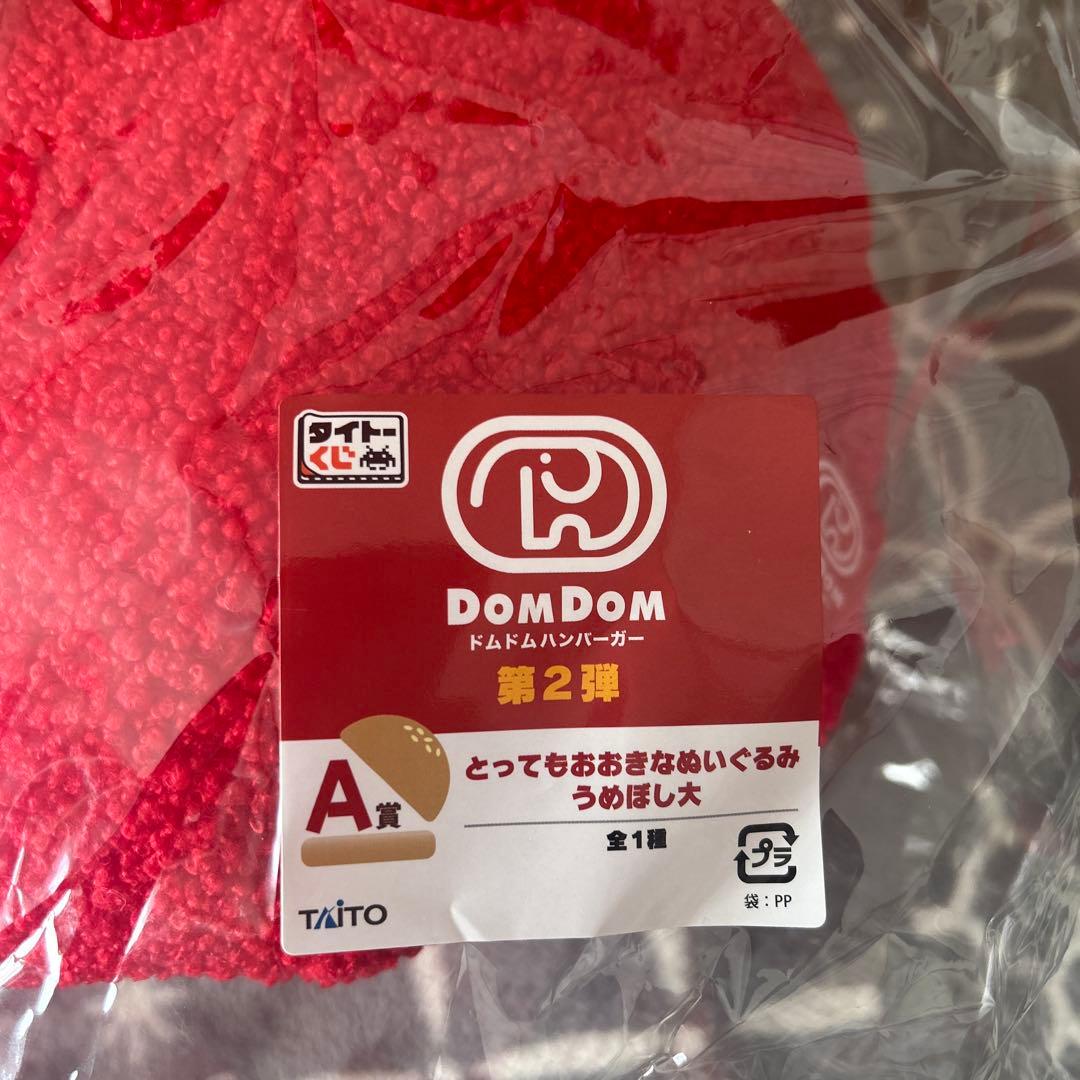 タイトー
くじ
DOMDOM
ドムドムハンバーガー
第2弾
A賞
とってもおおきなぬいぐるみ
うめぼし大
全1種
プラ
袋：PP
TAITO